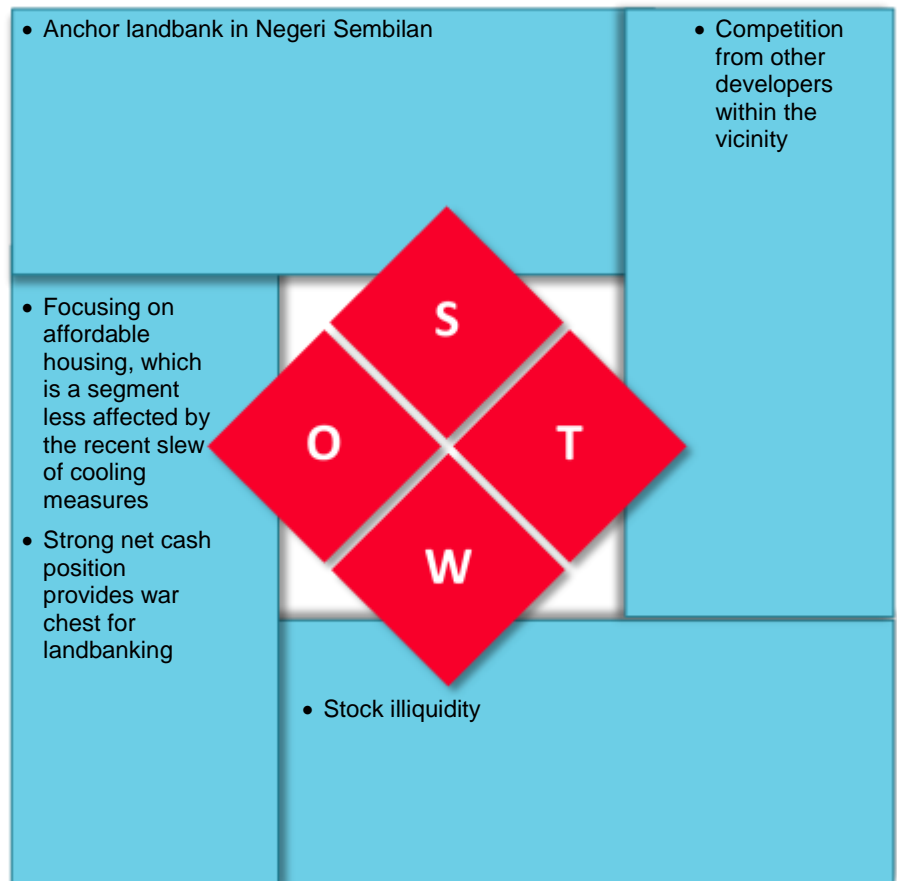 • Anchor landbank in Negeri Sembilan
• Competition
from other
developers
within the
vicinity
• Focusing on
affordable
housing, which
is a segment
less affected by
the recent slew
of cooling
measures
• Strong net cash
position
provides war
chest for
landbanking
S
O
T
W
• Stock illiquidity